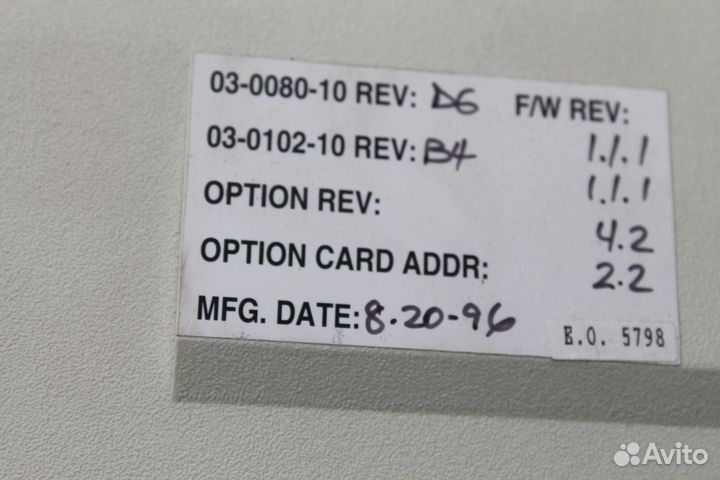 03-0080-10 REV: D6 F/W REV:
03-0102-10 REV: B4 1.1.1
OPTION REV: 1.1.1
4.2
OPTION CARD ADDR: 2.2
MFG. DATE: 8.20-96
E.O. 5798
Avito